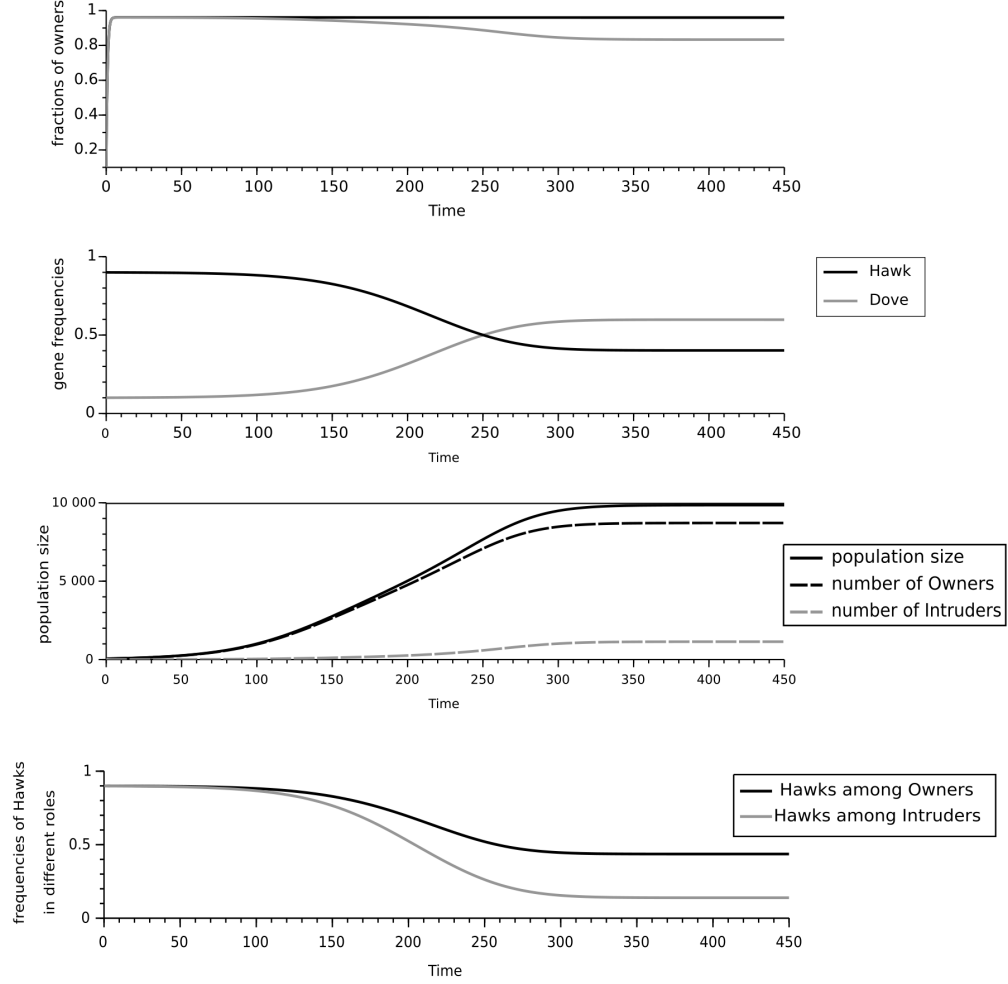 fractions of owners
1
0.8
0.6
0.4
0.2
0 50 100 150 200 250 300 350 400 450
Time
gene frequencies
1
0.5
0
0 50 100 150 200 250 300 350 400 450
Time
Hawk
Dove
population size
10 000
5 000
0
0 50 100 150 200 250 300 350 400 450
Time
population size
number of Owners
number of Intruders
frequencies of Hawks
in different roles
1
0.5
0
0 50 100 150 200 250 300 350 400 450
Time
Hawks among Owners
Hawks among Intruders